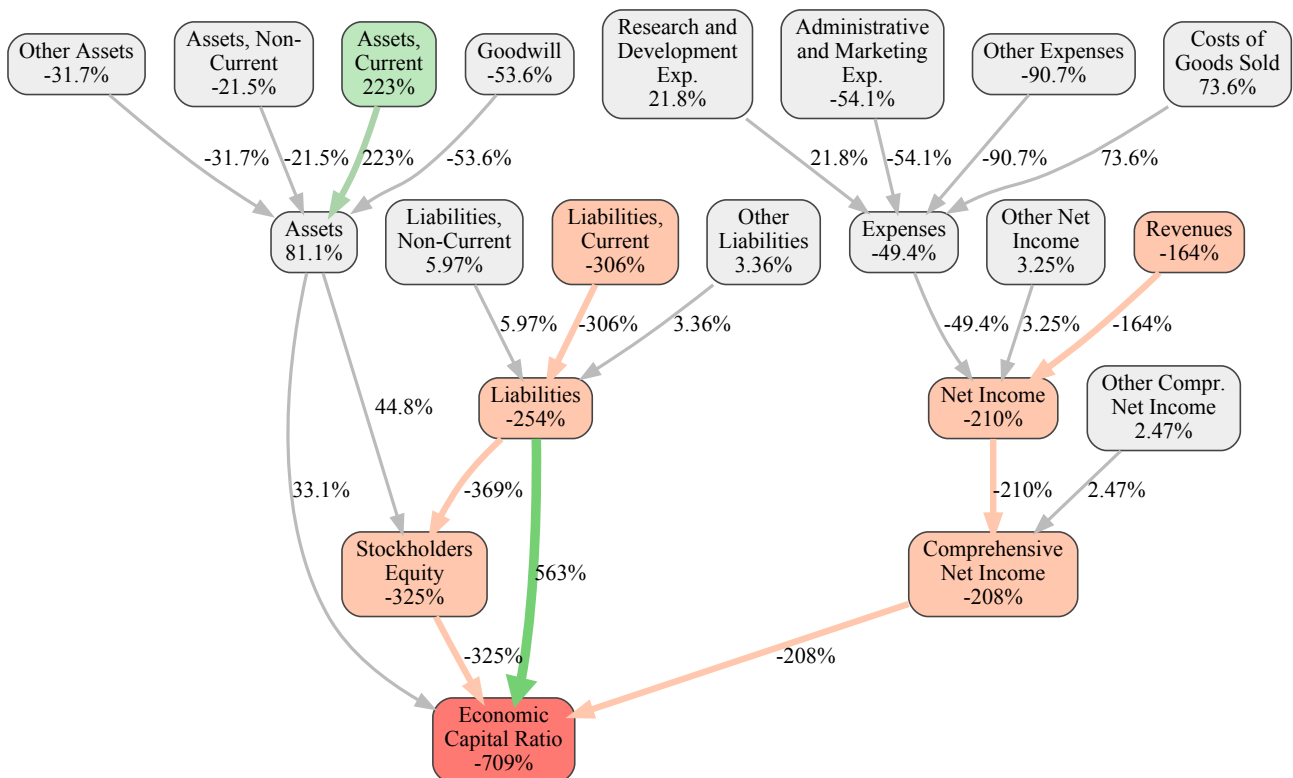 Other Assets
-31.7%
Assets, Non-
Current
-21.5%
Assets,
Current
223%
Goodwill
-53.6%
Research and
Development
Exp.
21.8%
Administrative
and Marketing
Exp.
-54.1%
Other Expenses
-90.7%
Costs of
Goods Sold
73.6%
-31.7%
-21.5%
223%
-53.6%
21.8%
-54.1%
-90.7%
73.6%
Assets
81.1%
Liabilities,
Non-Current
5.97%
Liabilities,
Current
-306%
Other
Liabilities
3.36%
Expenses
-49.4%
Other Net
Income
3.25%
Revenues
-164%
5.97%
-306%
3.36%
-49.4%
3.25%
-164%
44.8%
Liabilities
-254%
Net Income
-210%
Other Compr.
Net Income
2.47%
33.1%
-369%
563%
-210%
2.47%
Stockholders
Equity
-325%
Comprehensive
Net Income
-208%
-325%
-208%
Economic
Capital Ratio
-709%